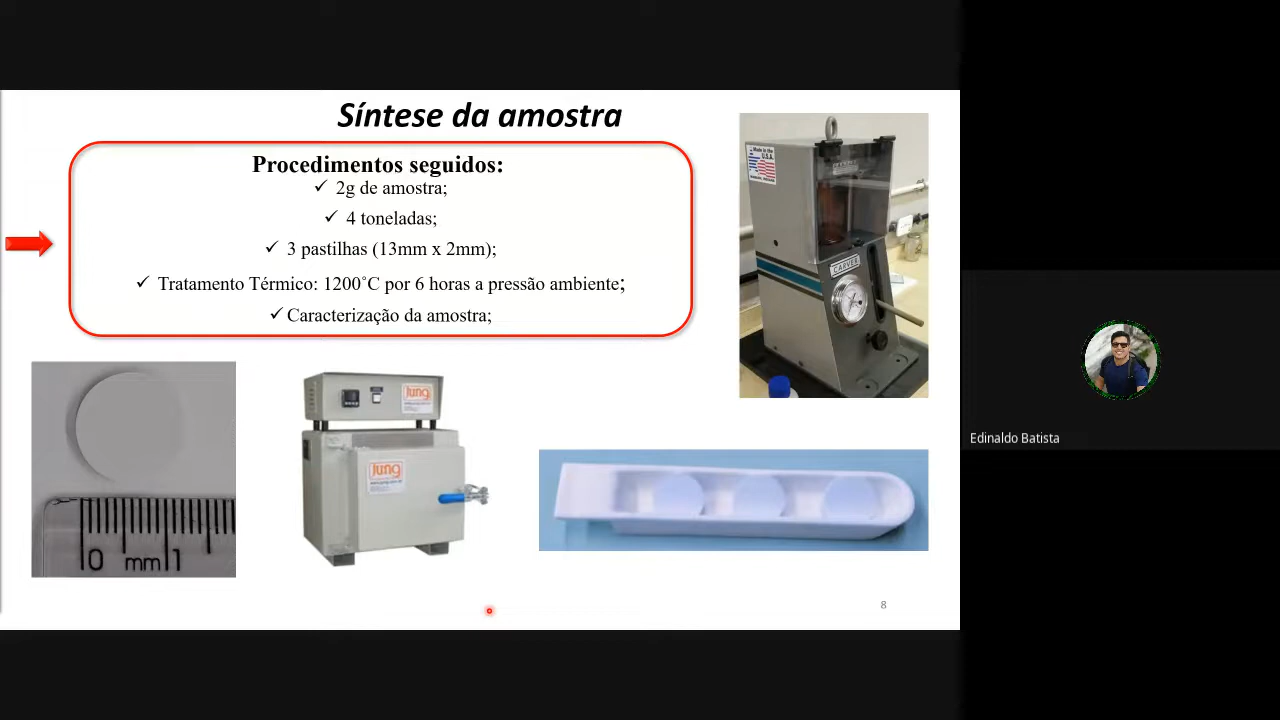 Síntese da amostra
Procedimentos seguidos:
✓ 2g de amostra;
✓ 4 toneladas;
✓ 3 pastilhas (13mm x 2mm);
✓ Tratamento Térmico: 1200˚C por 6 horas a pressão ambiente;
✓ Caracterização da amostra;
Made in the
U.S.A.
CARVER
Jung
Jung
0 mm 1
8
Edinaldo Batista